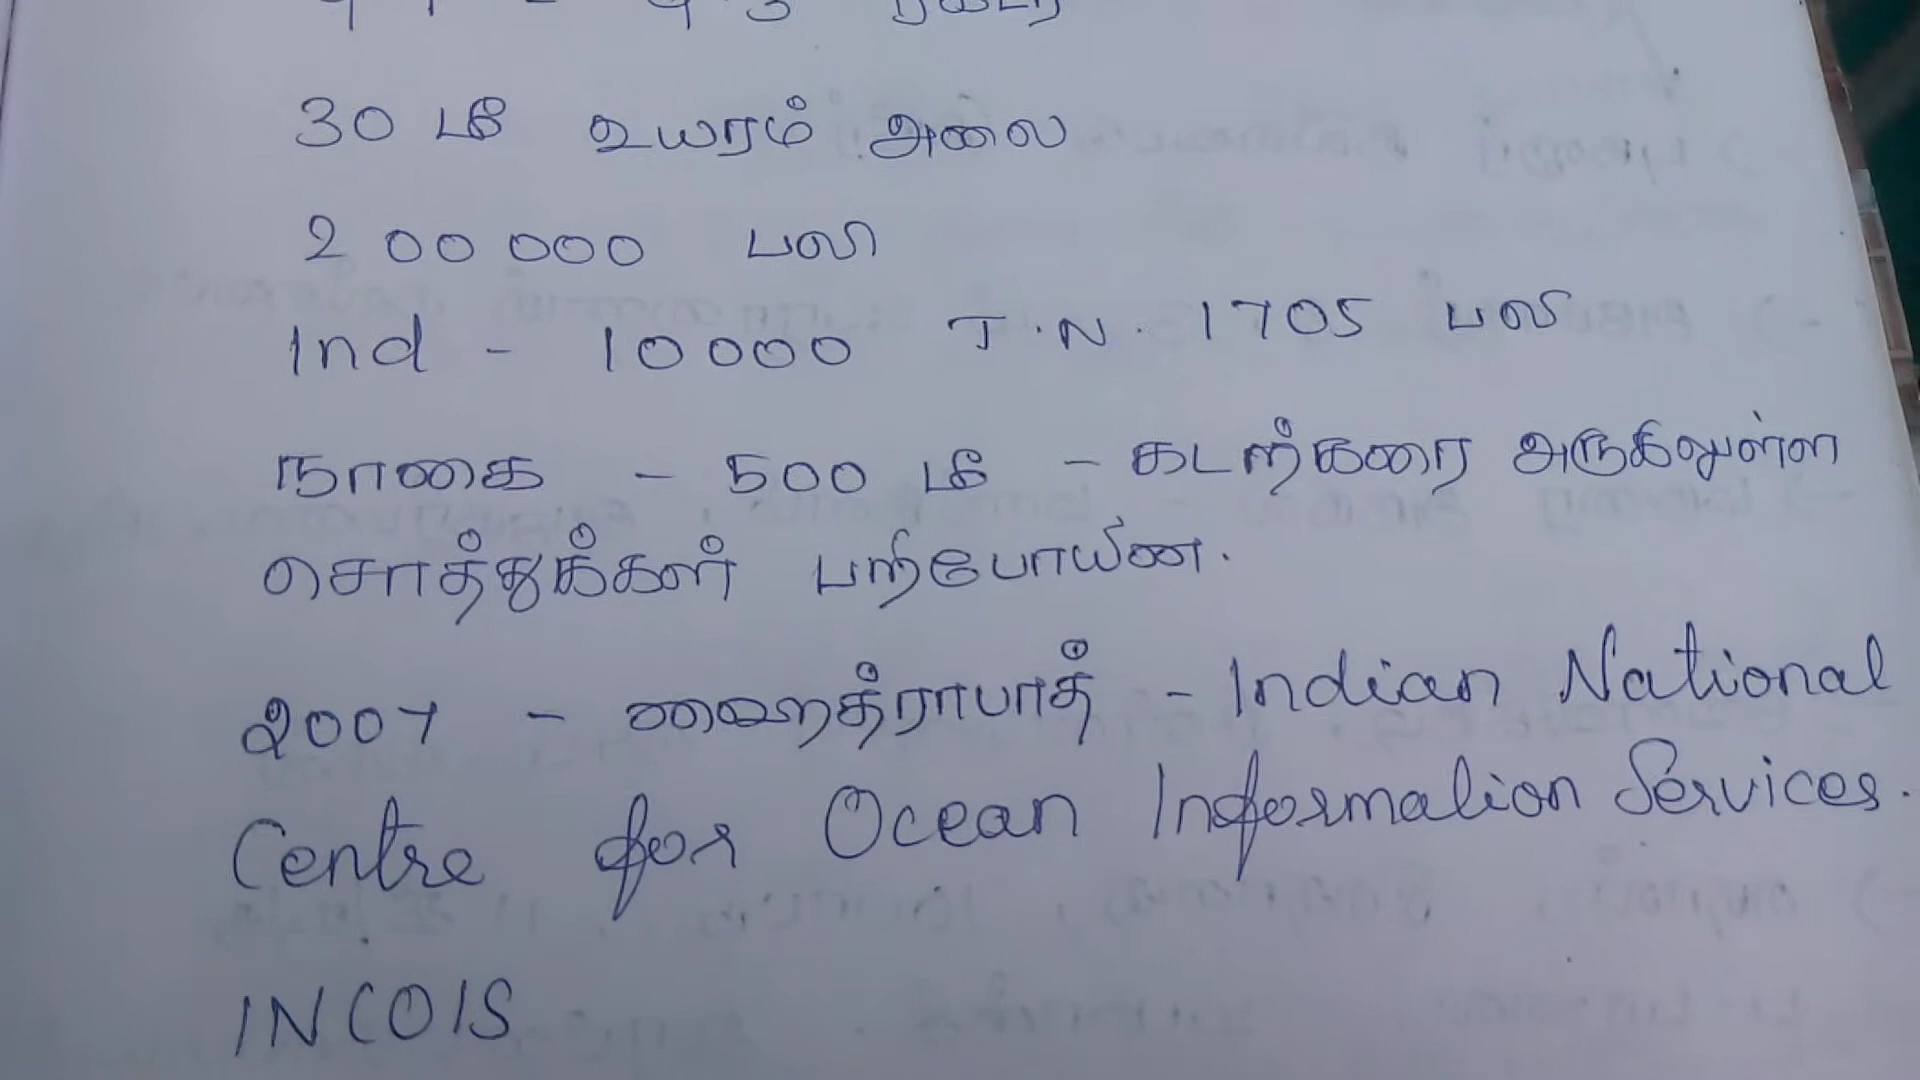 30 மீ உயரம் அலை
2 00 000 பலி
Ind - 10000 T.N. 1705 பலி
நாகை - 500 மீ - கடற்கரை அருகிலுள்ள
சொத்துக்கள் பறிபோயின.
2007 - ஹைத்ராபாத் - Indian National
Centre for Ocean Information Services.
INCOIS